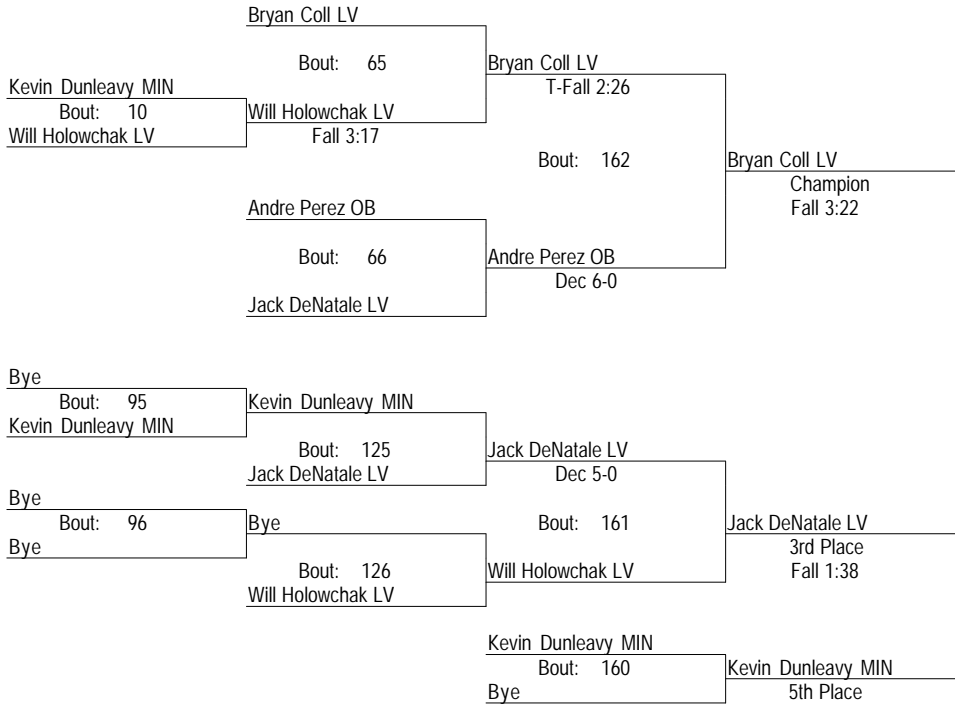 Bryan Coll LV
Bout: 65
Bryan Coll LV
Kevin Dunleavy MIN
T-Fall 2:26
Bout: 10
Will Holowchak LV
Will Holowchak LV
Fall 3:17
Bout: 162
Bryan Coll LV
Champion
Andre Perez OB
Fall 3:22
Bout: 66
Andre Perez OB
Dec 6-0
Jack DeNatale LV
Bye
Bout: 95
Kevin Dunleavy MIN
Kevin Dunleavy MIN
Bout: 125
Jack DeNatale LV
Jack DeNatale LV
Dec 5-0
Bye
Bout: 96
Bye
Bout: 161
Jack DeNatale LV
Bye
3rd Place
Bout: 126
Will Holowchak LV
Fall 1:38
Will Holowchak LV
Kevin Dunleavy MIN
Bout: 160
Kevin Dunleavy MIN
Bye
5th Place